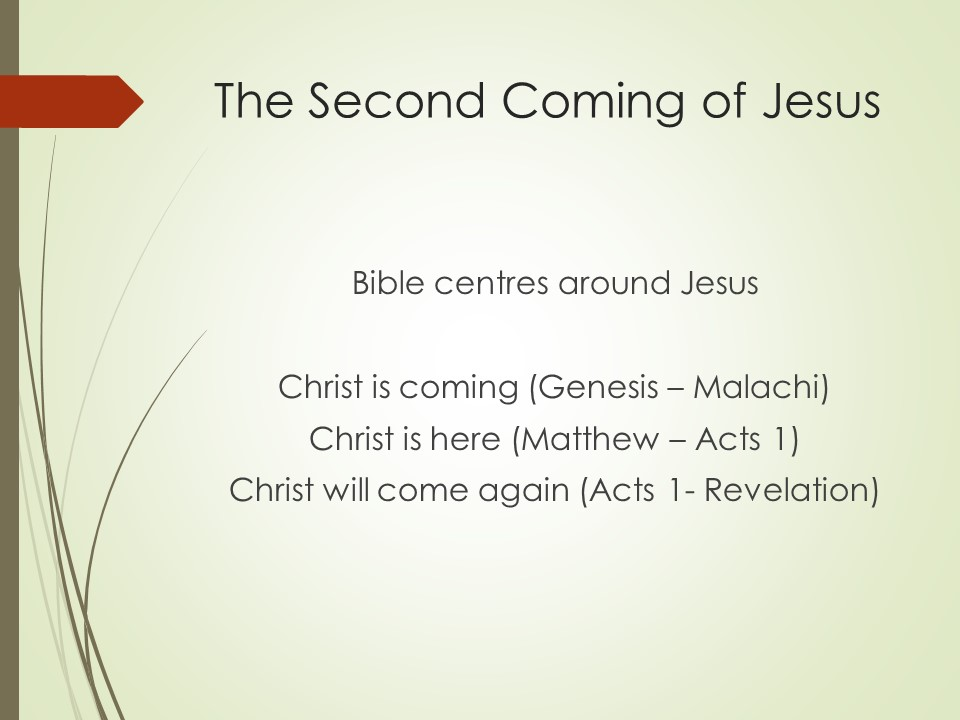 The Second Coming of Jesus
Bible centres around Jesus
Christ is coming (Genesis – Malachi)
Christ is here (Matthew – Acts 1)
Christ will come again (Acts 1- Revelation)